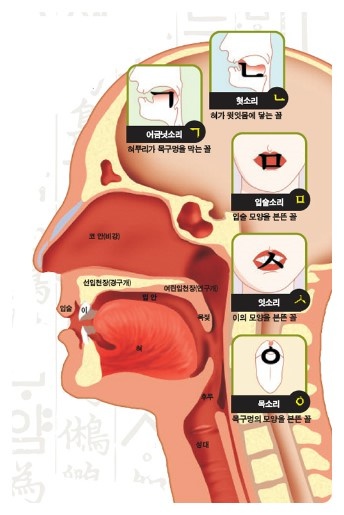 혓소리 ㄴ
혀가 윗잇몸에 닿는 꼴
어금닛소리 ㄱ
혀뿌리가 목구멍을 막는 꼴
입술소리 ㅁ
입술 모양을 본뜬 꼴
잇소리 ㅅ
이의 모양을 본뜬 꼴
목소리 ㅇ
목구멍의 모양을 본뜬 꼴
코 안(비강)
센입천장(경구개)
여린입천장(연구개)
입 안
입술
이
목젖
혀
후두
성대